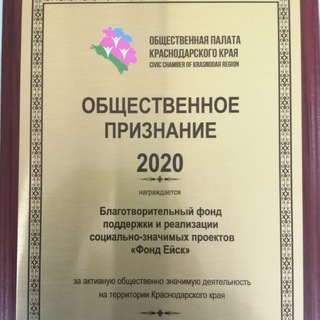 ОБЩЕСТВЕННАЯ ПАЛАТА
КРАСНОДАРСКОГО КРАЯ
CIVIC CHAMBER OF KRASNODAR REGION
ОБЩЕСТВЕННОЕ
ПРИЗНАНИЕ
2020
награждается
Благотворительный фонд
поддержки и реализации
социально-значимых проектов
«Фонд Ейск»
за активную общественно значимую деятельность
на территории Краснодарского края